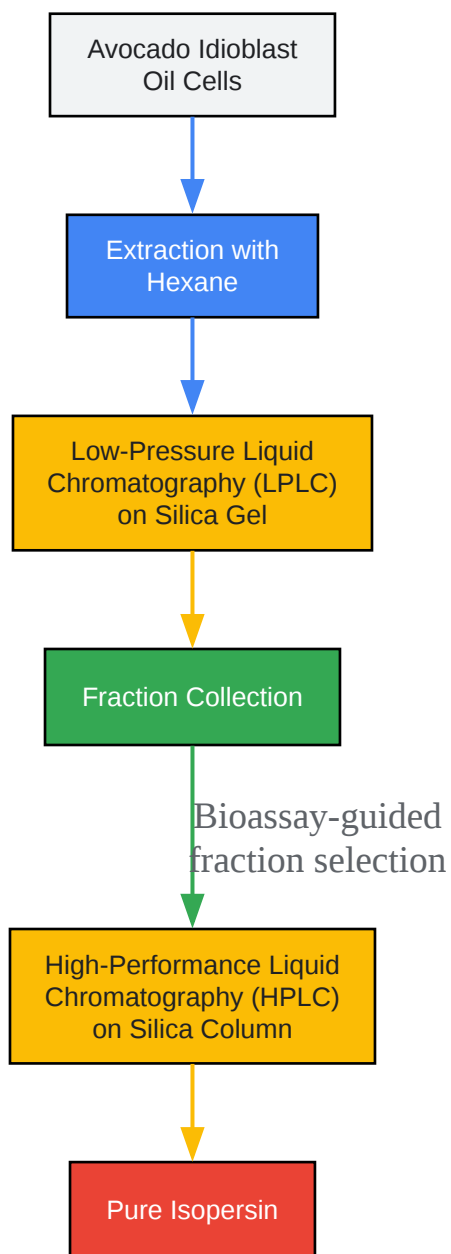 Avocado Idioblast
Oil Cells
Extraction with
Hexane
Low-Pressure Liquid
Chromatography (LPLC)
on Silica Gel
Fraction Collection
Bioassay-guided
fraction selection
High-Performance Liquid
Chromatography (HPLC)
on Silica Column
Pure Isopersin